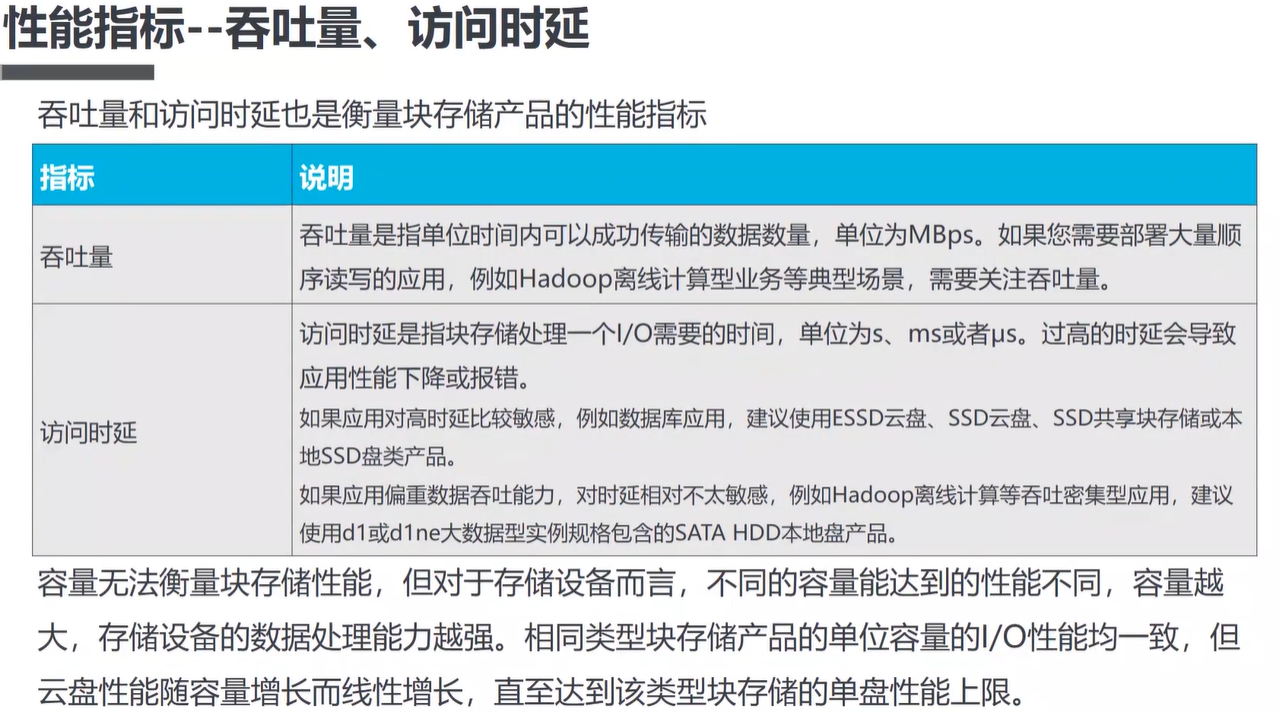 性能指标--吞吐量、访问时延
吞吐量和访问时延也是衡量块存储产品的性能指标
指标
说明
吞吐量
吞吐量是指单位时间内可以成功传输的数据数量，单位为MBps。如果您需要部署大量顺
序读写的应用，例如Hadoop离线计算型业务等典型场景，需要关注吞吐量。
访问时延
访问时延是指块存储处理一个I/O需要的时间，单位为s、ms或者μs。过高的时延会导致
应用性能下降或报错。
如果应用对高时延比较敏感，例如数据库应用，建议使用ESSD云盘、SSD云盘、SSD共享块存储或本
地SSD盘类产品。
如果应用偏重数据吞吐能力，对时延相对不太敏感，例如Hadoop离线计算等吞吐密集型应用，建议
使用d1或d1ne大数据型实例规格包含的SATA HDD本地盘产品。
容量无法衡量块存储性能，但对于存储设备而言，不同的容量能达到的性能不同，容量越
大，存储设备的数据处理能力越强。相同类型块存储产品的单位容量的I/O性能均一致，但
云盘性能随容量增长而线性增长，直至达到该类型块存储的单盘性能上限。